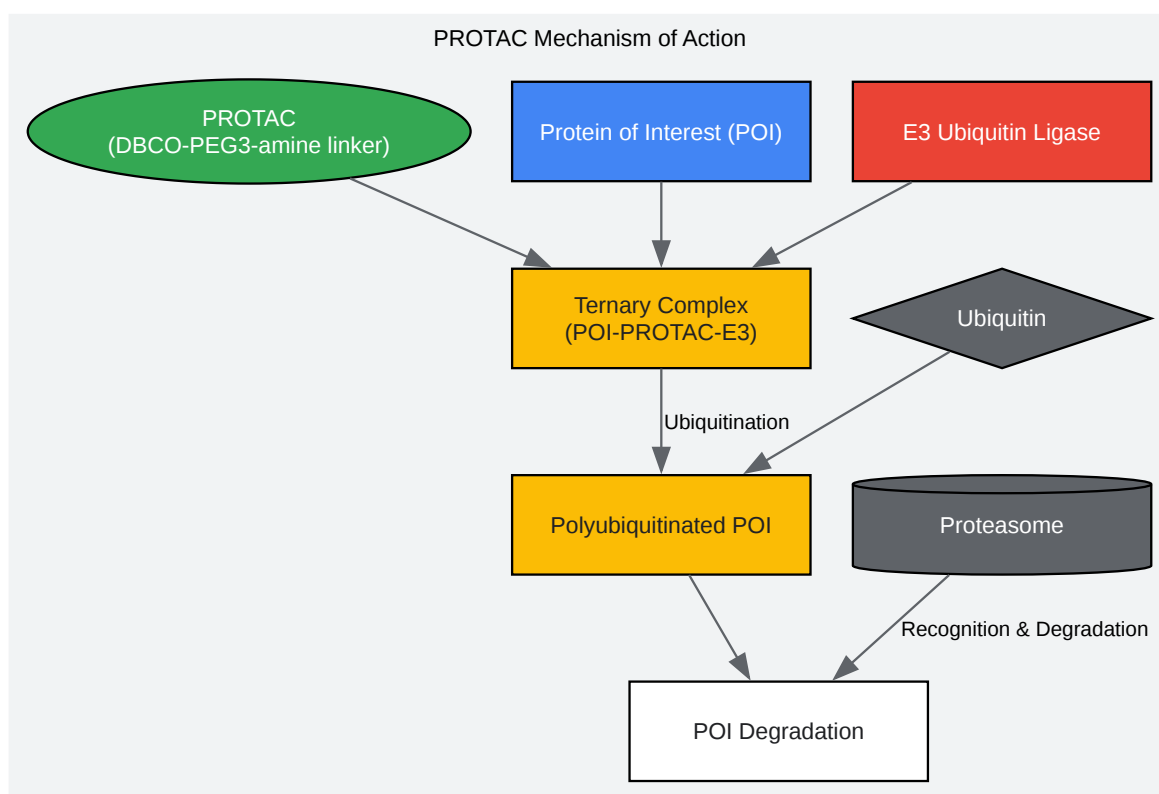 PROTAC Mechanism of Action
PROTAC
(DBCO-PEG3-amine linker)
Protein of Interest (POI)
E3 Ubiquitin Ligase
Ternary Complex
(POI-PROTAC-E3)
Ubiquitin
Ubiquitination
Polyubiquitinated POI
Proteasome
Recognition & Degradation
POI Degradation